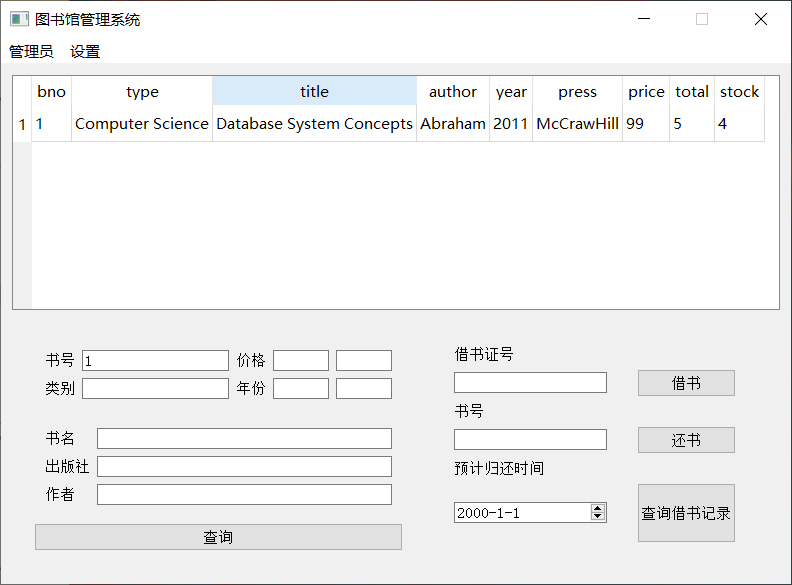 图书馆管理系统
管理员 设置
bno type title author year press price total stock
1 1 Computer Science Database System Concepts Abraham 2011 McCrawHill 99 5 4
书号 1 价格
类别 年份
书名
出版社
作者
查询
借书证号
借书
书号
还书
预计归还时间
2000-1-1
查询借书记录